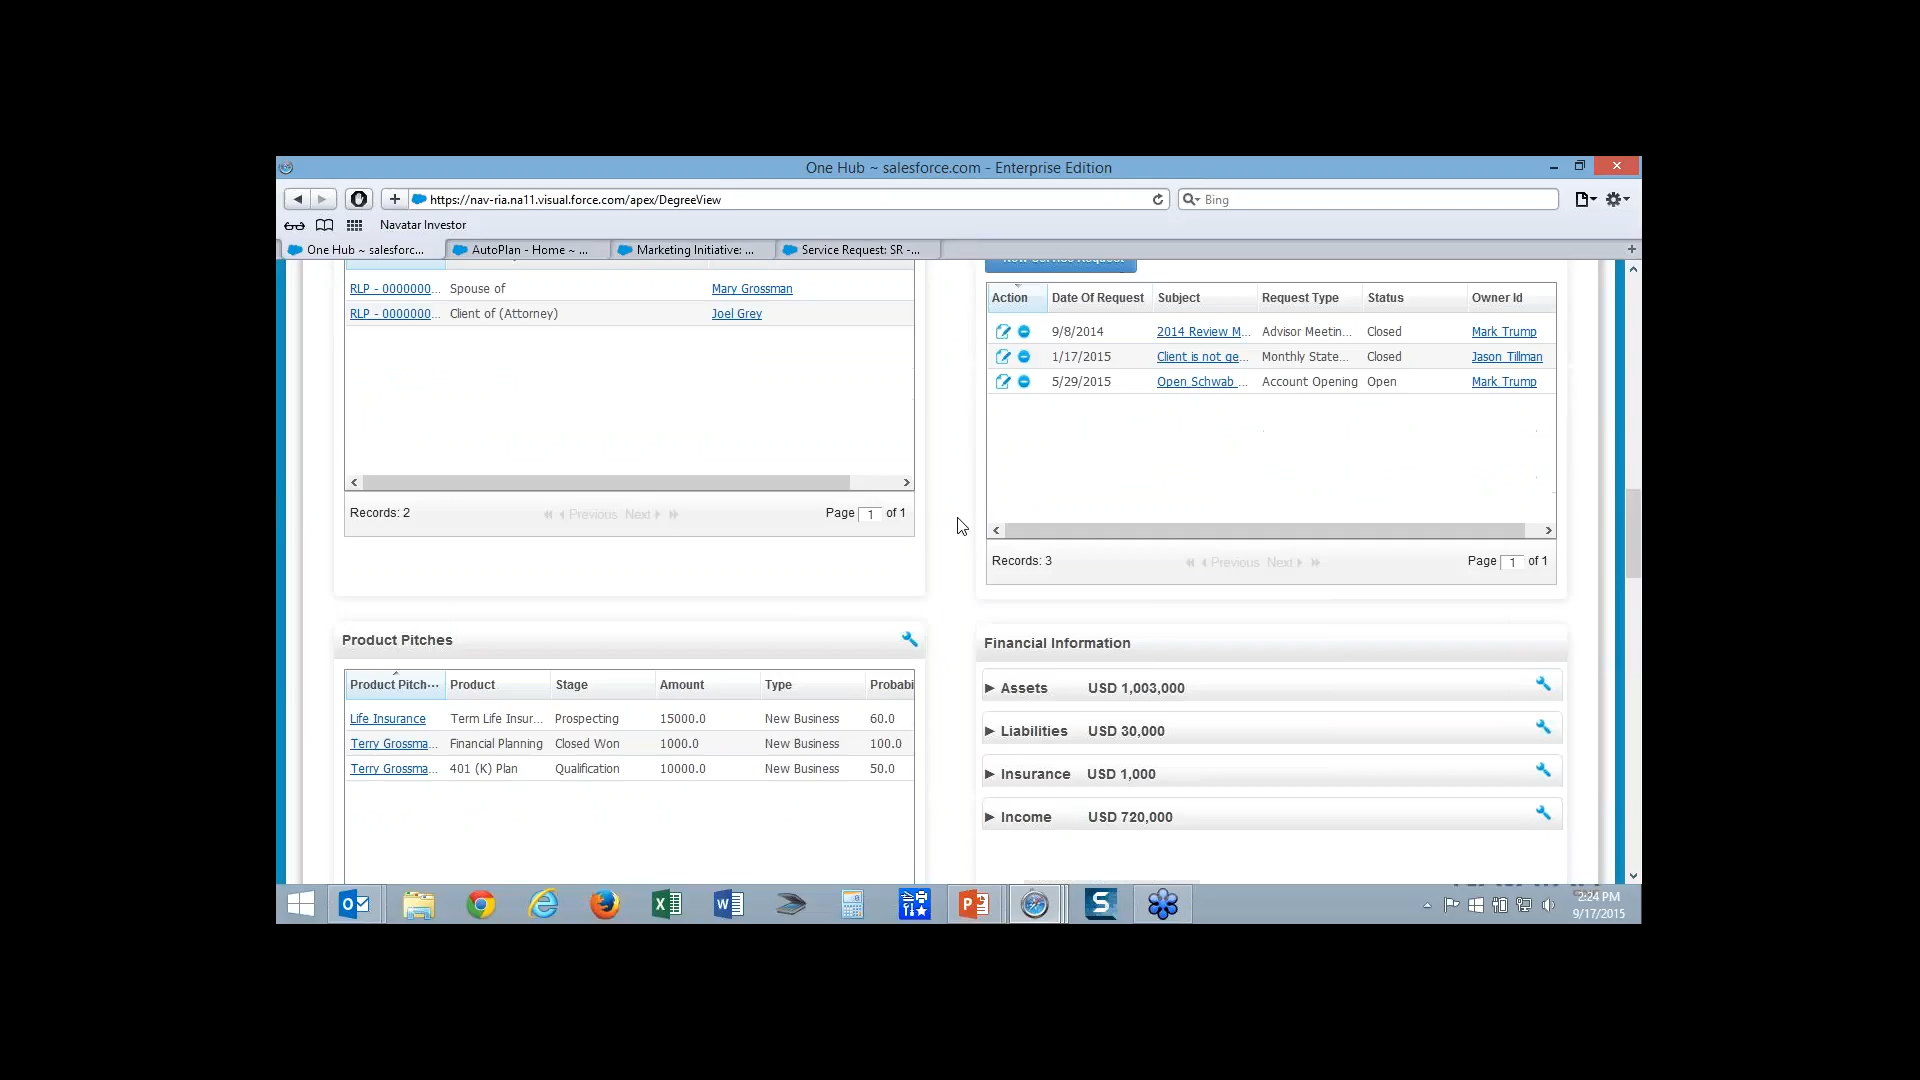 One Hub ~ salesforce.com - Enterprise Edition
https://nav-ria.na11.visual.force.com/apex/DegreeView
Bing
Navatar Investor
One Hub ~ salesforc...
AutoPlan - Home ~ ...
Marketing Initiative: ...
Service Request: SR -...
RLP - 0000000... Spouse of Mary Grossman
RLP - 0000000... Client of (Attorney) Joel Grey
Records: 2 Previous Next Page 1 of 1
New Service Request
Action Date Of Request Subject Request Type Status Owner Id
9/8/2014 2014 Review M... Advisor Meetin... Closed Mark Trump
1/17/2015 Client is not ge... Monthly State... Closed Jason Tillman
5/29/2015 Open Schwab ... Account Opening Open Mark Trump
Records: 3 Previous Next Page 1 of 1
Product Pitches
Product Pitch... Product Stage Amount Type Probabi
Life Insurance Term Life Insur... Prospecting 15000.0 New Business 60.0
Terry Grossma... Financial Planning Closed Won 1000.0 New Business 100.0
Terry Grossma... 401 (K) Plan Qualification 10000.0 New Business 50.0
Financial Information
Assets USD 1,003,000
Liabilities USD 30,000
Insurance USD 1,000
Income USD 720,000
2:24 PM
9/17/2015